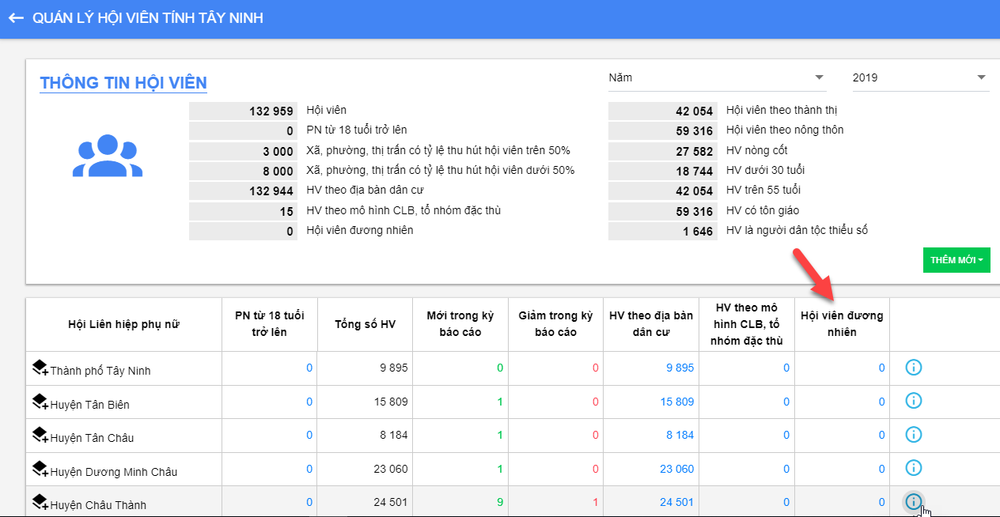 QUẢN LÝ HỘI VIÊN TỈNH TÂY NINH
THÔNG TIN HỘI VIÊN
Năm 2019
132 959 Hội viên
0 PN từ 18 tuổi trở lên
3 000 Xã, phường, thị trấn có tỷ lệ thu hút hội viên trên 50%
8 000 Xã, phường, thị trấn có tỷ lệ thu hút hội viên dưới 50%
132 944 HV theo địa bàn dân cư
15 HV theo mô hình CLB, tổ nhóm đặc thù
0 Hội viên đương nhiên
42 054 Hội viên theo thành thị
59 316 Hội viên theo nông thôn
27 582 HV nòng cốt
18 744 HV dưới 30 tuổi
42 054 HV trên 55 tuổi
59 316 HV có tôn giáo
1 646 HV là người dân tộc thiểu số
THÊM MỚI
Hội Liên hiệp phụ nữ
PN từ 18 tuổi
trở lên
Tổng số HV
Mới trong kỳ
báo cáo
Giảm trong kỳ
báo cáo
HV theo địa bàn
dân cư
HV theo mô
hình CLB, tổ
nhóm đặc thù
Hội viên đương
nhiên
Thành phố Tây Ninh 0 9 895 0 0 9 895 0 0
Huyện Tân Biên 0 15 809 1 0 15 809 0 0
Huyện Tân Châu 0 8 184 1 0 8 184 0 0
Huyện Dương Minh Châu 0 23 060 1 0 23 060 0 0
Huyện Châu Thành 0 24 501 9 1 24 501 0 0